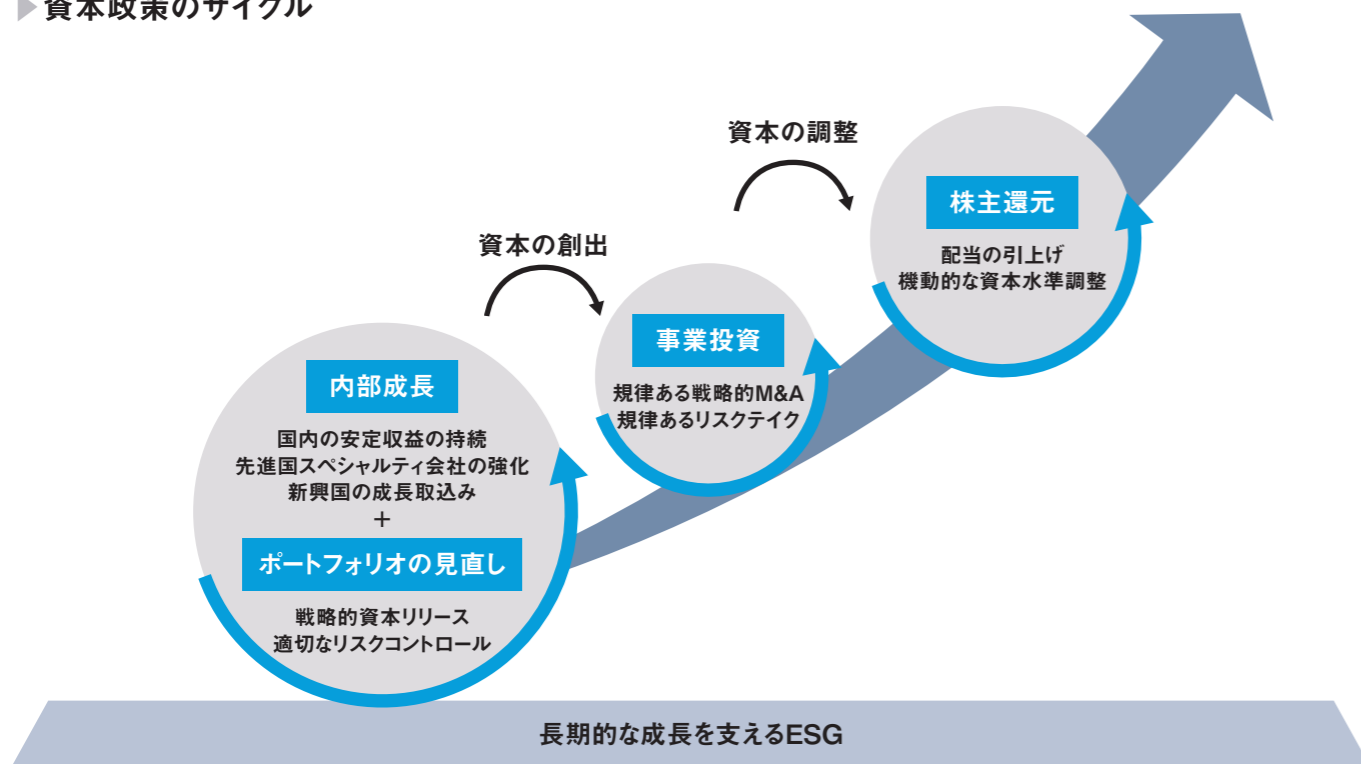 ▶資本政策のサイクル
資本の調整
株主還元
配当の引上げ
機動的な資本水準調整
資本の創出
事業投資
規律ある戦略的M&A
規律あるリスクテイク
内部成長
国内の安定収益の持続
先進国スペシャルティ会社の強化
新興国の成長取込み
+
ポートフォリオの見直し
戦略的資本リリース
適切なリスクコントロール
長期的な成長を支えるESG